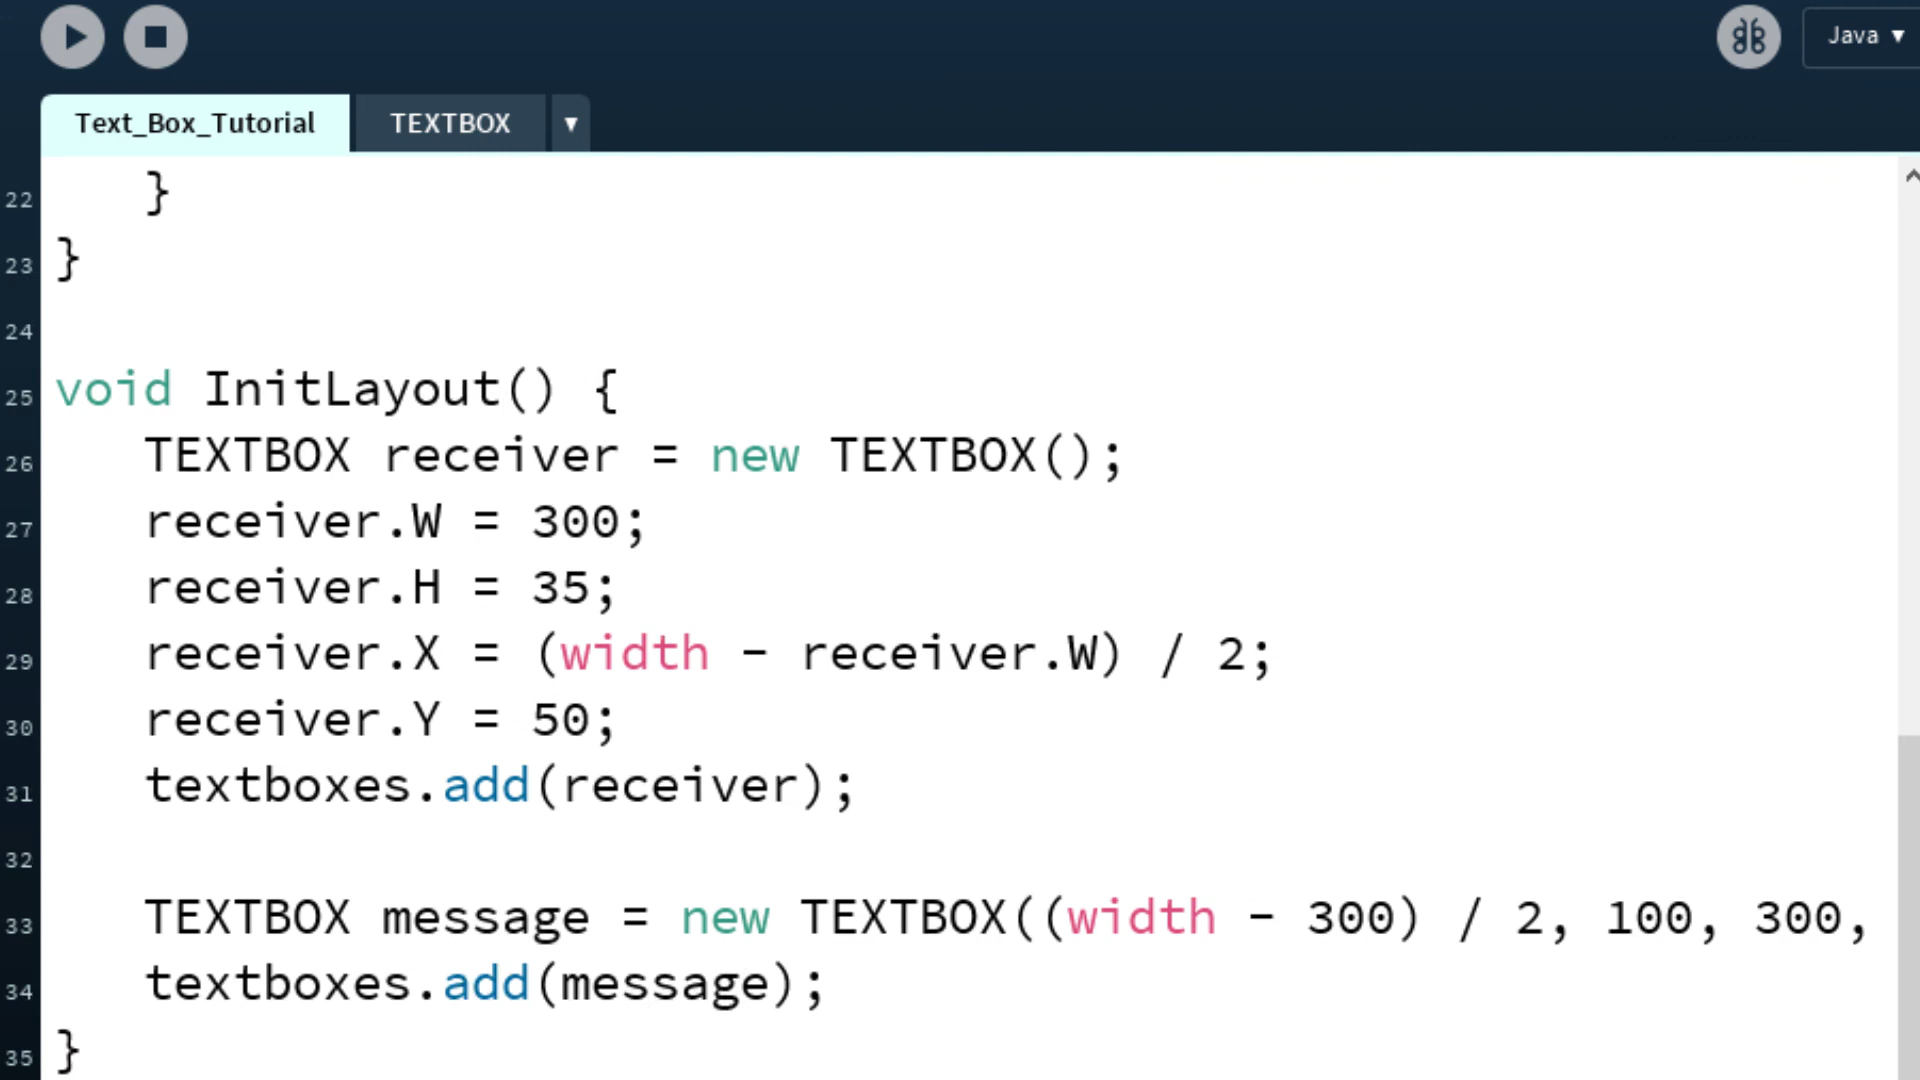 Java ▼
Text_Box_Tutorial TEXTBOX ▼
22 }
23 }
24
25 void InitLayout() {
26 TEXTBOX receiver = new TEXTBOX();
27 receiver.W = 300;
28 receiver.H = 35;
29 receiver.X = (width - receiver.W) / 2;
30 receiver.Y = 50;
31 textboxes.add(receiver);
32
33 TEXTBOX message = new TEXTBOX((width - 300) / 2, 100, 300,
34 textboxes.add(message);
35 }